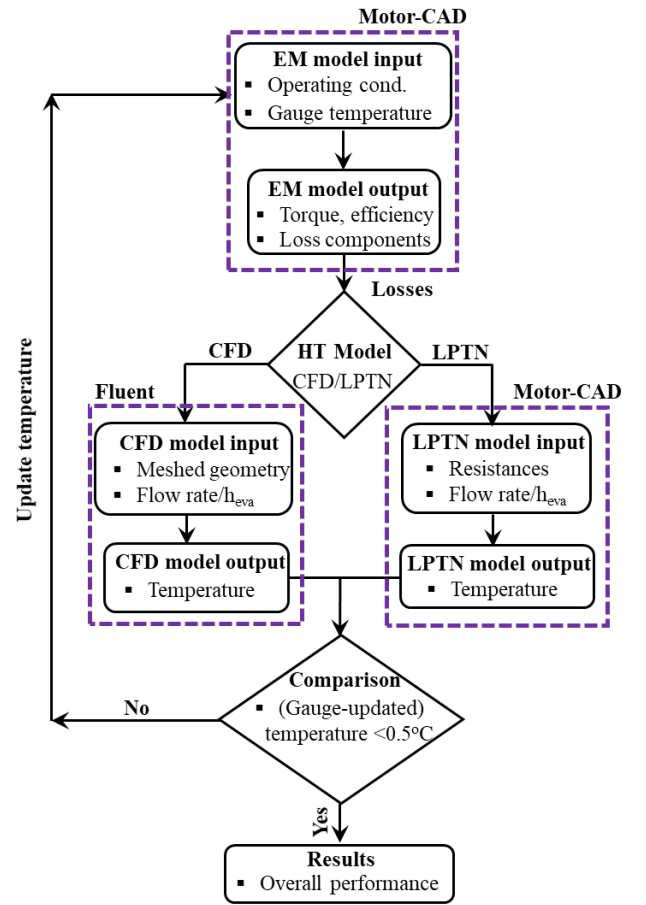 Motor-CAD
EM model input
▪ Operating cond.
▪ Gauge temperature
EM model output
▪ Torque, efficiency
▪ Loss components
Losses
CFD
HT Model
CFD/LPTN
LPTN
Fluent
Motor-CAD
CFD model input
▪ Meshed geometry
▪ Flow rate/heva
LPTN model input
▪ Resistances
▪ Flow rate/heva
CFD model output
▪ Temperature
LPTN model output
▪ Temperature
Update temperature
Comparison
▪ (Gauge-updated)
temperature <0.5°C
No
Yes
Results
▪ Overall performance